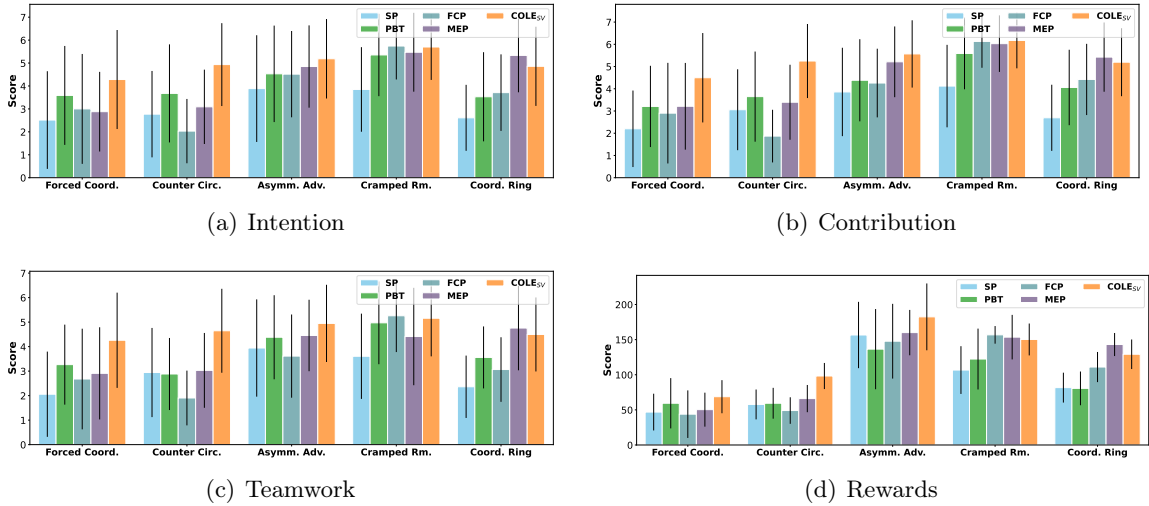 7
6
5
4
3
2
1
0
Score
SP
PBT
FCP
MEP
COLE_SV
Forced Coord.
Counter Circ.
Asymm. Adv.
Cramped Rm.
Coord. Ring
(a) Intention
7
6
5
4
3
2
1
0
Score
SP
PBT
FCP
MEP
COLE_SV
Forced Coord.
Counter Circ.
Asymm. Adv.
Cramped Rm.
Coord. Ring
(b) Contribution
7
6
5
4
3
2
1
0
Score
SP
PBT
FCP
MEP
COLE_SV
Forced Coord.
Counter Circ.
Asymm. Adv.
Cramped Rm.
Coord. Ring
(c) Teamwork
200
150
100
50
0
Score
SP
PBT
FCP
MEP
COLE_SV
Forced Coord.
Counter Circ.
Asymm. Adv.
Cramped Rm.
Coord. Ring
(d) Rewards